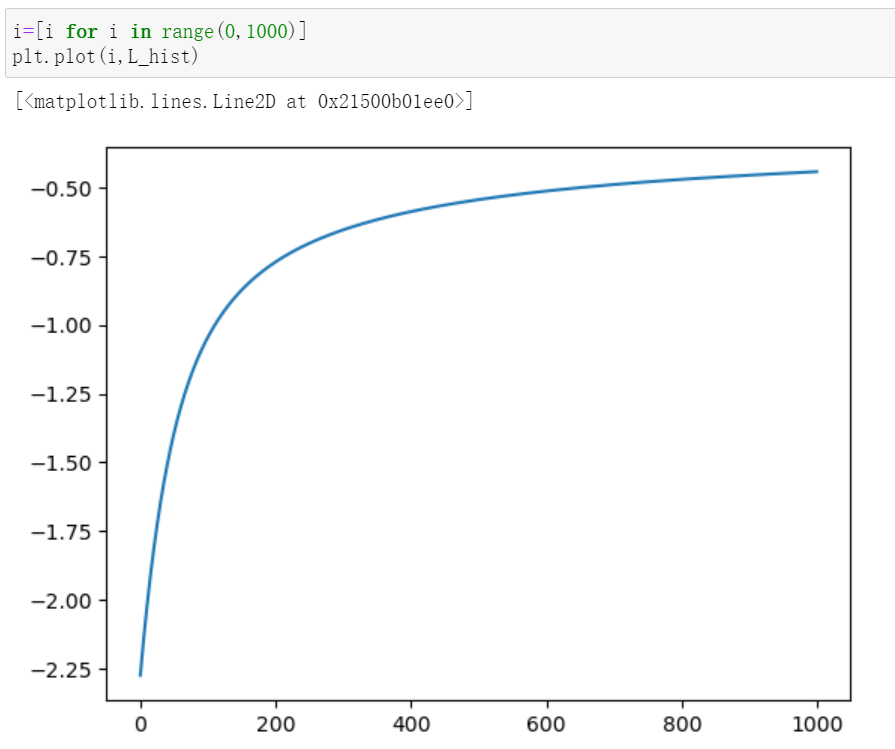 i=[i for i in range(0,1000)]
plt.plot(i,L_hist)
[<matplotlib.lines.Line2D at 0x21500b01ee0>]
−0.50
−0.75
−1.00
−1.25
−1.50
−1.75
−2.00
−2.25
0 200 400 600 800 1000